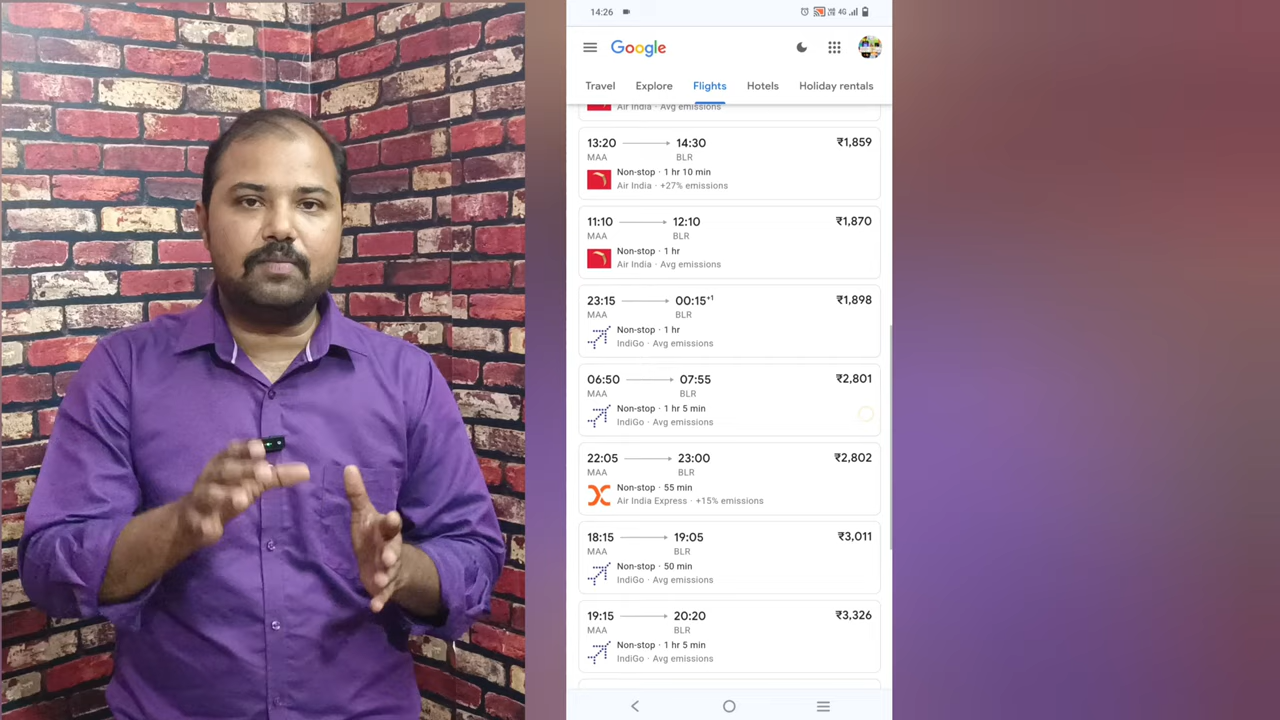 14:26
4G
Google
Travel Explore Flights Hotels Holiday rentals
Air India · Avg emissions
13:20 14:30 ₹1,859
MAA BLR
Non-stop · 1 hr 10 min
Air India · +27% emissions
11:10 12:10 ₹1,870
MAA BLR
Non-stop · 1 hr
Air India · Avg emissions
23:15 00:15+1 ₹1,898
MAA BLR
Non-stop · 1 hr
IndiGo · Avg emissions
06:50 07:55 ₹2,801
MAA BLR
Non-stop · 1 hr 5 min
IndiGo · Avg emissions
22:05 23:00 ₹2,802
MAA BLR
Non-stop · 55 min
Air India Express · +15% emissions
18:15 19:05 ₹3,011
MAA BLR
Non-stop · 50 min
IndiGo · Avg emissions
19:15 20:20 ₹3,326
MAA BLR
Non-stop · 1 hr 5 min
IndiGo · Avg emissions